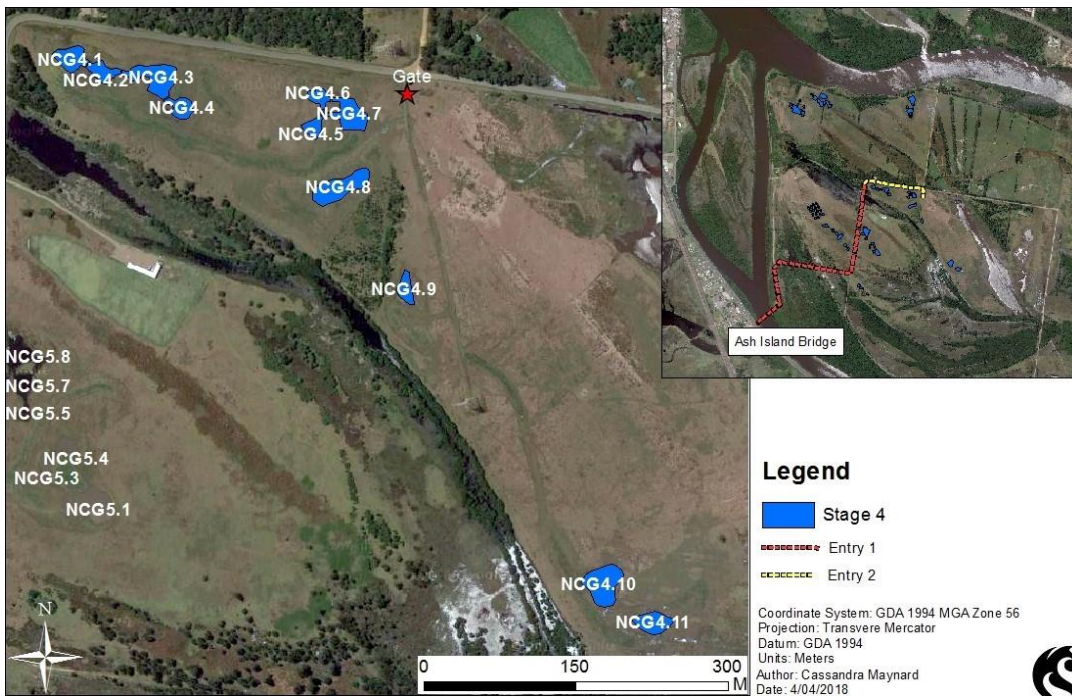 NCG4.1
NCG4.2
NCG4.3
NCG4.4
NCG4.6
NCG4.7
NCG4.5
NCG4.8
NCG4.9
Gate
NCG5.8
NCG5.7
NCG5.5
NCG5.4
NCG5.3
NCG5.1
NCG4.10
NCG4.11
N
0 150 300
M
Ash Island Bridge
Legend
Stage 4
Entry 1
Entry 2
Coordinate System: GDA 1994 MGA Zone 56
Projection: Transvere Mercator
Datum: GDA 1994
Units: Meters
Author: Cassandra Maynard
Date: 4/04/2018